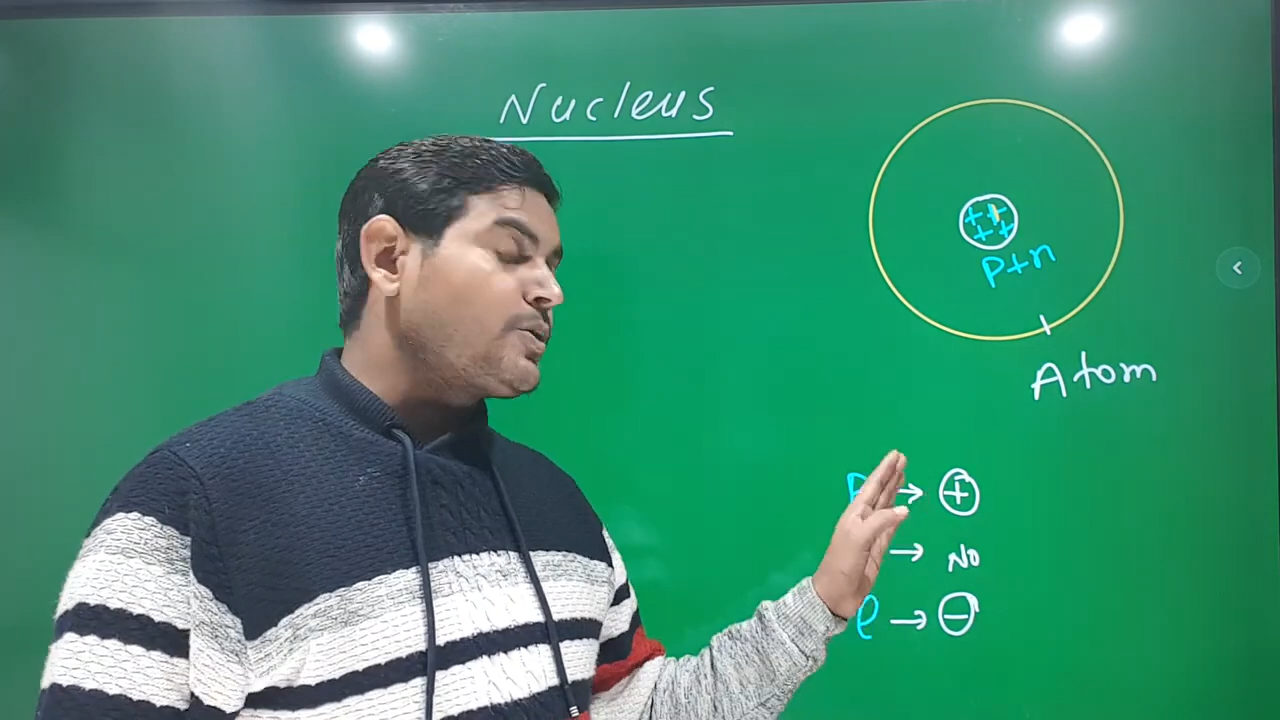 Nucleus
++
++
P+n
Atom
P → +
→ No
e → −